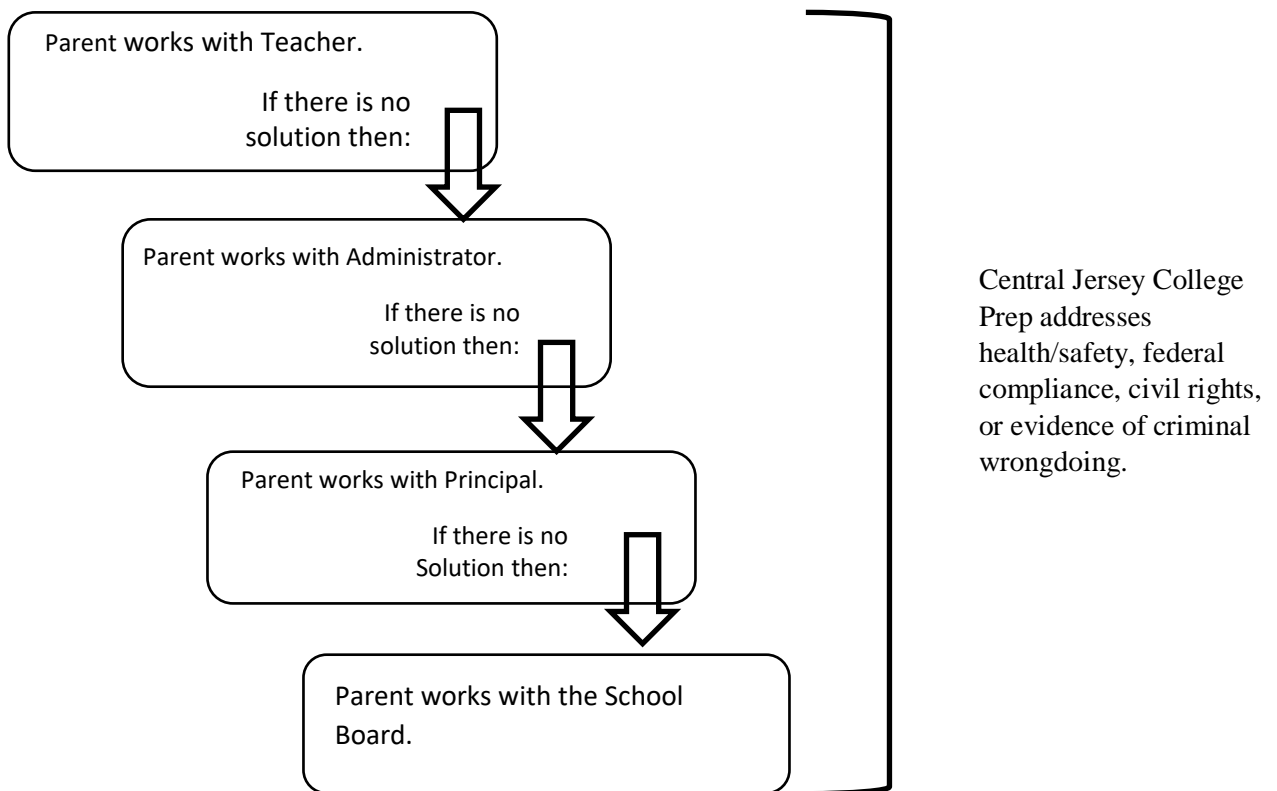 Parent works with Teacher.
If there is no
solution then:
Parent works with Administrator.
If there is no
solution then:
Parent works with Principal.
If there is no
Solution then:
Parent works with the School
Board.
Central Jersey College
Prep addresses
health/safety, federal
compliance, civil rights,
or evidence of criminal
wrongdoing.